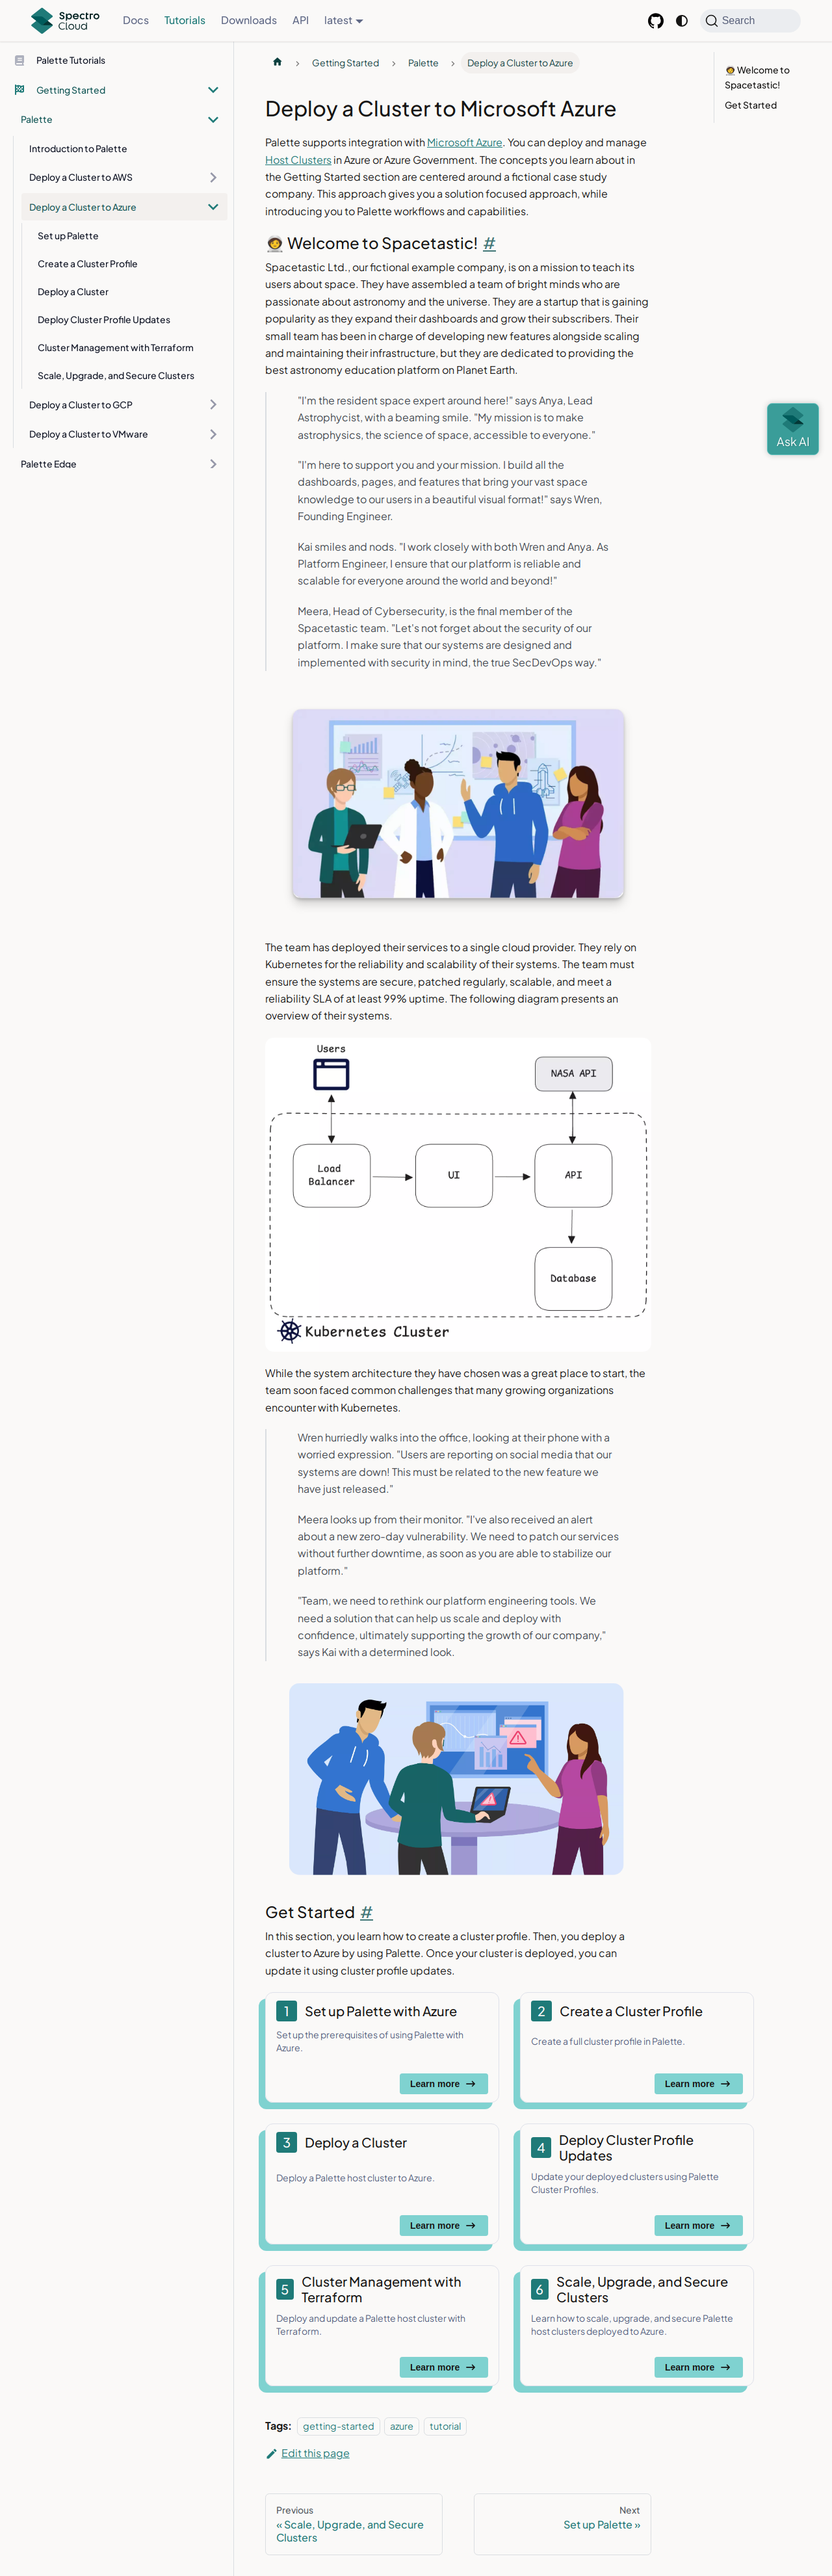 Spectro
Cloud
Docs
Tutorials
Downloads
API
latest
Search
Palette Tutorials
Getting Started
Palette
Introduction to Palette
Deploy a Cluster to AWS
Deploy a Cluster to Azure
Set up Palette
Create a Cluster Profile
Deploy a Cluster
Deploy Cluster Profile Updates
Cluster Management with Terraform
Scale, Upgrade, and Secure Clusters
Deploy a Cluster to GCP
Deploy a Cluster to VMware
Palette Edge
Getting Started
Palette
Deploy a Cluster to Azure
Deploy a Cluster to Microsoft Azure
Palette supports integration with Microsoft Azure. You can deploy and manage
Host Clusters in Azure or Azure Government. The concepts you learn about in
the Getting Started section are centered around a fictional case study
company. This approach gives you a solution focused approach, while
introducing you to Palette workflows and capabilities.
🧑‍🚀 Welcome to Spacetastic! #
Spacetastic Ltd., our fictional example company, is on a mission to teach its
users about space. They have assembled a team of bright minds who are
passionate about astronomy and the universe. They are a startup that is gaining
popularity as they expand their dashboards and grow their subscribers. Their
small team has been in charge of developing new features alongside scaling
and maintaining their infrastructure, but they are dedicated to providing the
best astronomy education platform on Planet Earth.
"I'm the resident space expert around here!" says Anya, Lead
Astrophycist, with a beaming smile. "My mission is to make
astrophysics, the science of space, accessible to everyone."
"I'm here to support you and your mission. I build all the
dashboards, pages, and features that bring your vast space
knowledge to our users in a beautiful visual format!" says Wren,
Founding Engineer.
Kai smiles and nods. "I work closely with both Wren and Anya. As
Platform Engineer, I ensure that our platform is reliable and
scalable for everyone around the world and beyond!"
Meera, Head of Cybersecurity, is the final member of the
Spacetastic team. "Let's not forget about the security of our
platform. I make sure that our systems are designed and
implemented with security in mind, the true SecDevOps way."
The team has deployed their services to a single cloud provider. They rely on
Kubernetes for the reliability and scalability of their systems. The team must
ensure the systems are secure, patched regularly, scalable, and meet a
reliability SLA of at least 99% uptime. The following diagram presents an
overview of their systems.
Users
NASA API
Load
Balancer
UI
API
Database
Kubernetes Cluster
While the system architecture they have chosen was a great place to start, the
team soon faced common challenges that many growing organizations
encounter with Kubernetes.
Wren hurriedly walks into the office, looking at their phone with a
worried expression. "Users are reporting on social media that our
systems are down! This must be related to the new feature we
have just released."
Meera looks up from their monitor. "I've also received an alert
about a new zero-day vulnerability. We need to patch our services
without further downtime, as soon as you are able to stabilize our
platform."
"Team, we need to rethink our platform engineering tools. We
need a solution that can help us scale and deploy with
confidence, ultimately supporting the growth of our company,"
says Kai with a determined look.
Get Started #
In this section, you learn how to create a cluster profile. Then, you deploy a
cluster to Azure by using Palette. Once your cluster is deployed, you can
update it using cluster profile updates.
1 Set up Palette with Azure
Set up the prerequisites of using Palette with
Azure.
Learn more
2 Create a Cluster Profile
Create a full cluster profile in Palette.
Learn more
3 Deploy a Cluster
Deploy a Palette host cluster to Azure.
Learn more
4 Deploy Cluster Profile
Updates
Update your deployed clusters using Palette
Cluster Profiles.
Learn more
5 Cluster Management with
Terraform
Deploy and update a Palette host cluster with
Terraform.
Learn more
6 Scale, Upgrade, and Secure
Clusters
Learn how to scale, upgrade, and secure Palette
host clusters deployed to Azure.
Learn more
Tags: getting-started azure tutorial
Edit this page
Previous
« Scale, Upgrade, and Secure
Clusters
Next
Set up Palette »
🧑‍🚀 Welcome to
Spacetastic!
Get Started
Ask AI